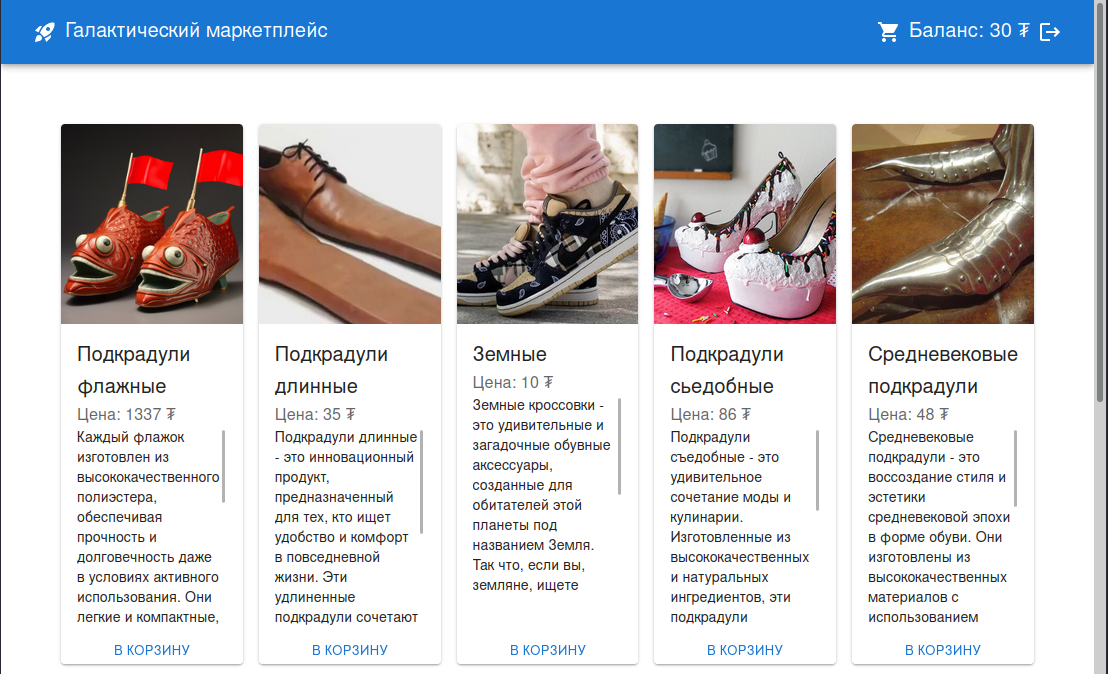 Галактический маркетплейс
Баланс: 30 ₮
Подкрадули
флажные
Цена: 1337 ₮
Каждый флажок
изготовлен из
высококачественного
полиэстера,
обеспечивая
прочность и
долговечность даже
в условиях активного
использования. Они
легкие и компактные,
В КОРЗИНУ
Подкрадули
длинные
Цена: 35 ₮
Подкрадули длинные
- это инновационный
продукт,
предназначенный
для тех, кто ищет
удобство и комфорт
в повседневной
жизни. Эти
удлиненные
подкрадули сочетают
В КОРЗИНУ
Земные
Цена: 10 ₮
Земные кроссовки -
это удивительные и
загадочные обувные
аксессуары,
созданные для
обитателей этой
планеты под
названием Земля.
Так что, если вы,
земляне, ищете
В КОРЗИНУ
Подкрадули
сьедобные
Цена: 86 ₮
Подкрадули
съедобные - это
удивительное
сочетание моды и
кулинарии.
Изготовленные из
высококачественных
и натуральных
ингредиентов, эти
подкрадули
В КОРЗИНУ
Средневековые
подкрадули
Цена: 48 ₮
Средневековые
подкрадули - это
воссоздание стиля и
эстетики
средневековой эпохи
в форме обуви. Они
изготовлены из
высококачественных
материалов с
использованием
В КОРЗИНУ